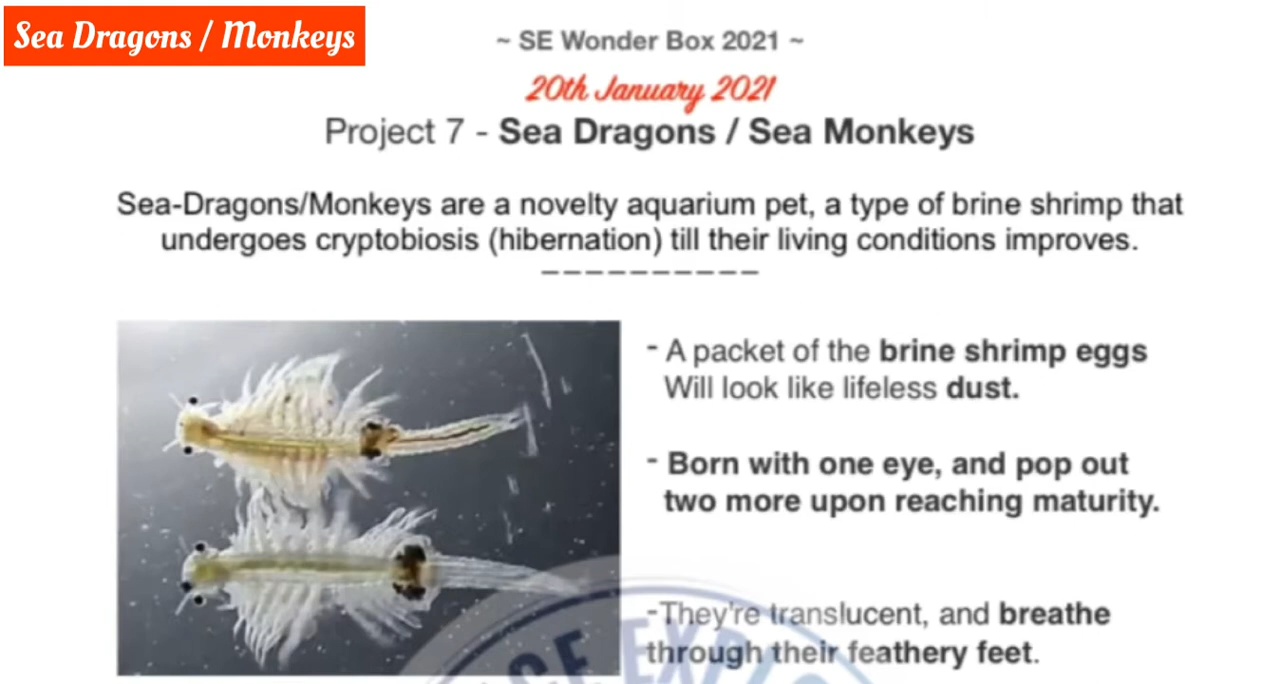 Sea Dragons / Monkeys
~ SE Wonder Box 2021 ~
20th January 2021
Project 7 - Sea Dragons / Sea Monkeys
Sea-Dragons/Monkeys are a novelty aquarium pet, a type of brine shrimp that
undergoes cryptobiosis (hibernation) till their living conditions improves.
----------
- A packet of the brine shrimp eggs
Will look like lifeless dust.
- Born with one eye, and pop out
two more upon reaching maturity.
-They're translucent, and breathe
through their feathery feet.